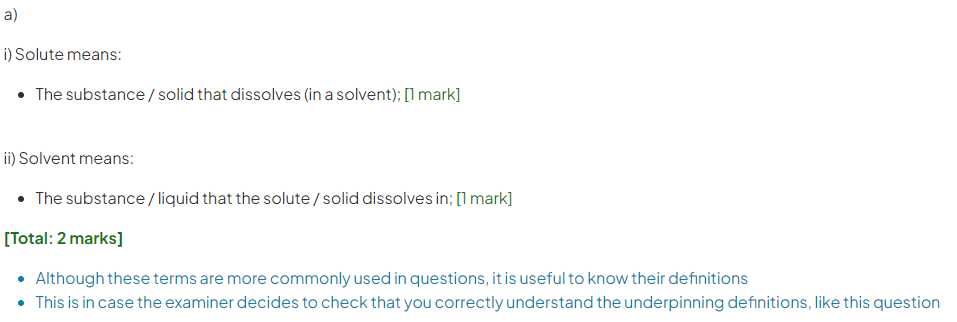 a)
i) Solute means:
• The substance / solid that dissolves (in a solvent); [1 mark]
ii) Solvent means:
• The substance / liquid that the solute / solid dissolves in; [1 mark]
[Total: 2 marks]
• Although these terms are more commonly used in questions, it is useful to know their definitions
• This is in case the examiner decides to check that you correctly understand the underpinning definitions, like this question